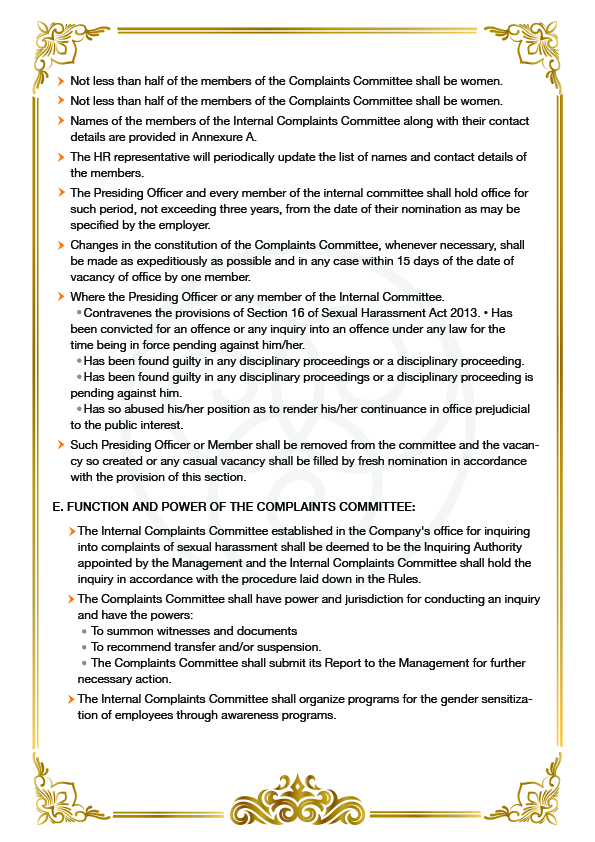 Not less than half of the members of the Complaints Committee shall be women.
Not less than half of the members of the Complaints Committee shall be women.
Names of the members of the Internal Complaints Committee along with their contact
details are provided in Annexure A.
The HR representative will periodically update the list of names and contact details of
the members.
The Presiding Officer and every member of the internal committee shall hold office for
such period, not exceeding three years, from the date of their nomination as may be
specified by the employer.
Changes in the constitution of the Complaints Committee, whenever necessary, shall
be made as expeditiously as possible and in any case within 15 days of the date of
vacancy of office by one member.
Where the Presiding Officer or any member of the Internal Committee.
•Contravenes the provisions of Section 16 of Sexual Harassment Act 2013. • Has
been convicted for an offence or any inquiry into an offence under any law for the
time being in force pending against him/her.
•Has been found guilty in any disciplinary proceedings or a disciplinary proceeding.
•Has been found guilty in any disciplinary proceedings or a disciplinary proceeding is
pending against him.
•Has so abused his/her position as to render his/her continuance in office prejudicial
to the public interest.
Such Presiding Officer or Member shall be removed from the committee and the vacan-
cy so created or any casual vacancy shall be filled by fresh nomination in accordance
with the provision of this section.
E. FUNCTION AND POWER OF THE COMPLAINTS COMMITTEE:
The Internal Complaints Committee established in the Company's office for inquiring
into complaints of sexual harassment shall be deemed to be the Inquiring Authority
appointed by the Management and the Internal Complaints Committee shall hold the
inquiry in accordance with the procedure laid down in the Rules.
The Complaints Committee shall have power and jurisdiction for conducting an inquiry
and have the powers:
• To summon witnesses and documents
• To recommend transfer and/or suspension.
• The Complaints Committee shall submit its Report to the Management for further
necessary action.
The Internal Complaints Committee shall organize programs for the gender sensitiza-
tion of employees through awareness programs.